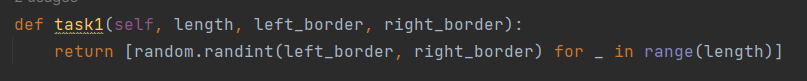 def task1(self, length, left_border, right_border):
    return [random.randint(left_border, right_border) for _ in range(length)]